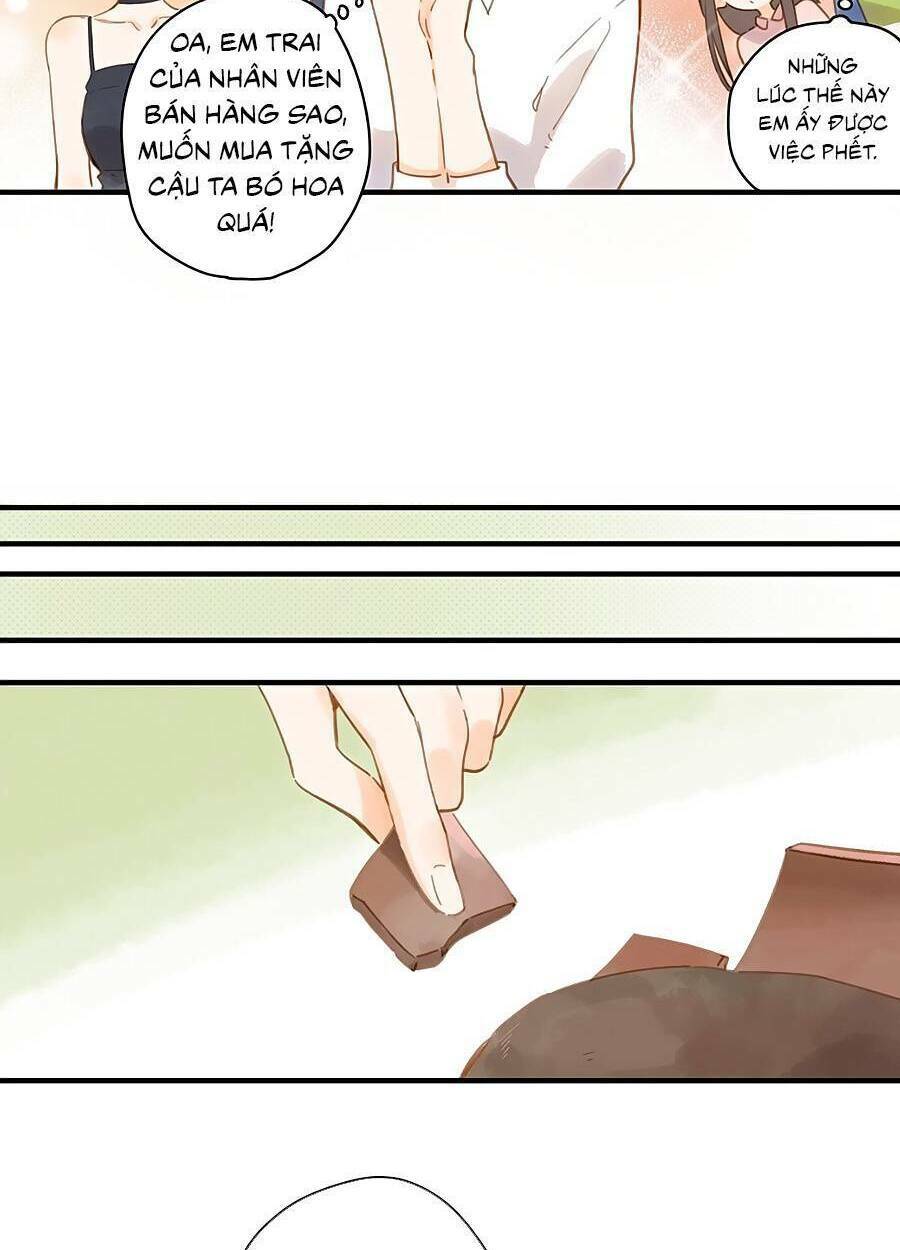 OA, EM TRAI
CỦA NHÂN VIÊN
BÁN HÀNG SAO,
MUỐN MUA TẶNG
CẬU TA BÓ HOA
QUÁ!
NHỮNG
LÚC THẾ NÀY
EM ẤY ĐƯỢC
VIỆC PHẾT.